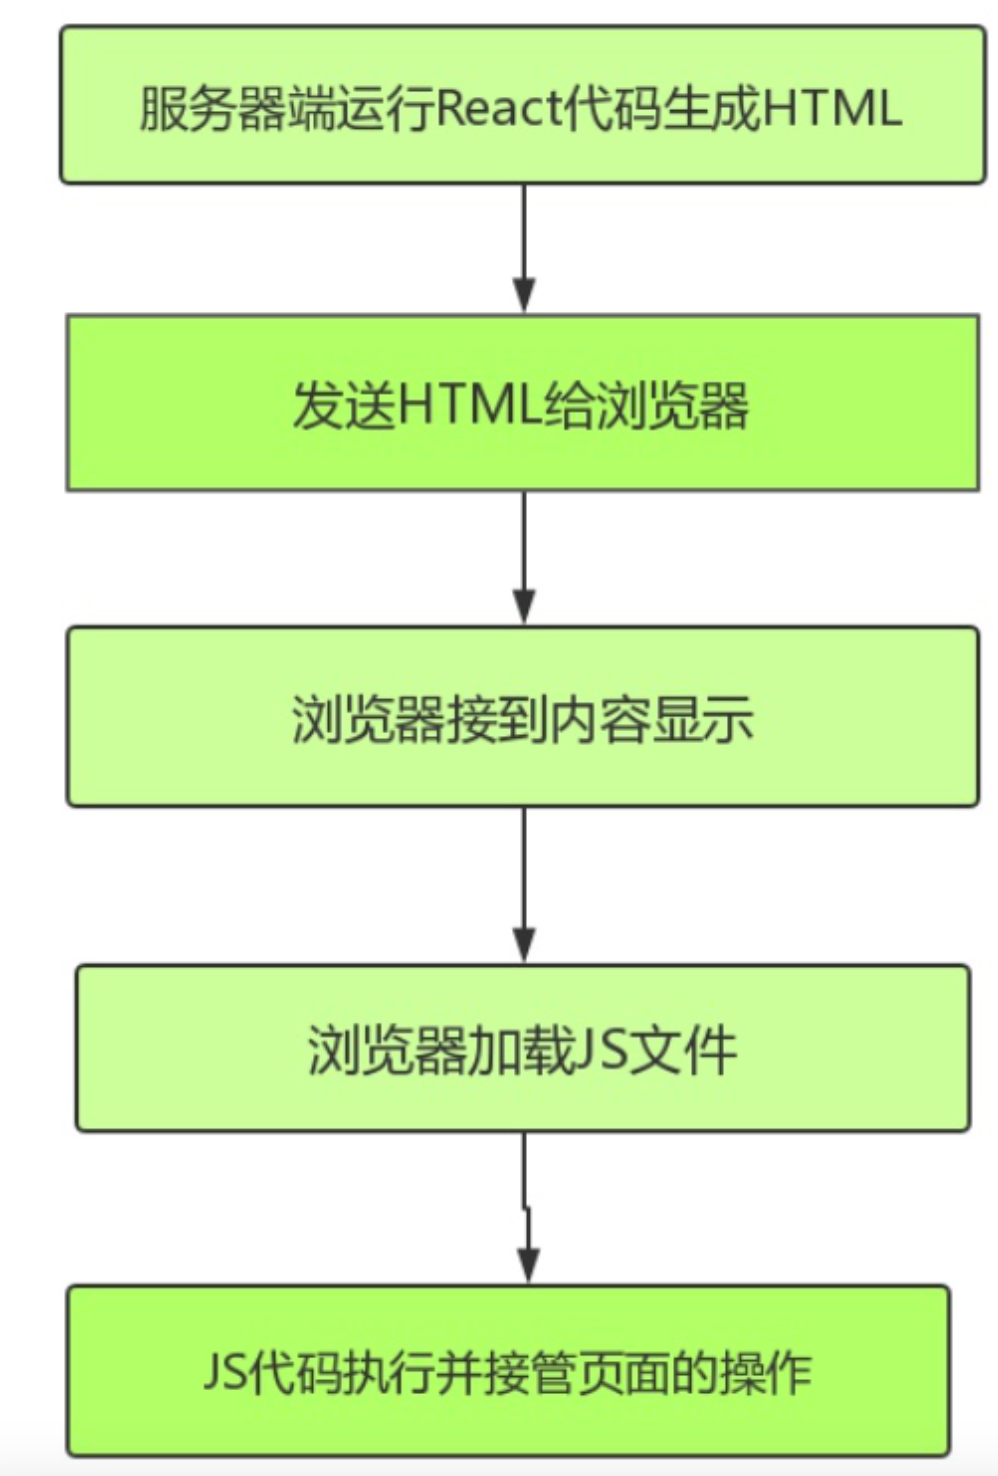 服务器端运行React代码生成HTML
发送HTML给浏览器
浏览器接到内容显示
浏览器加载JS文件
JS代码执行并接管页面的操作